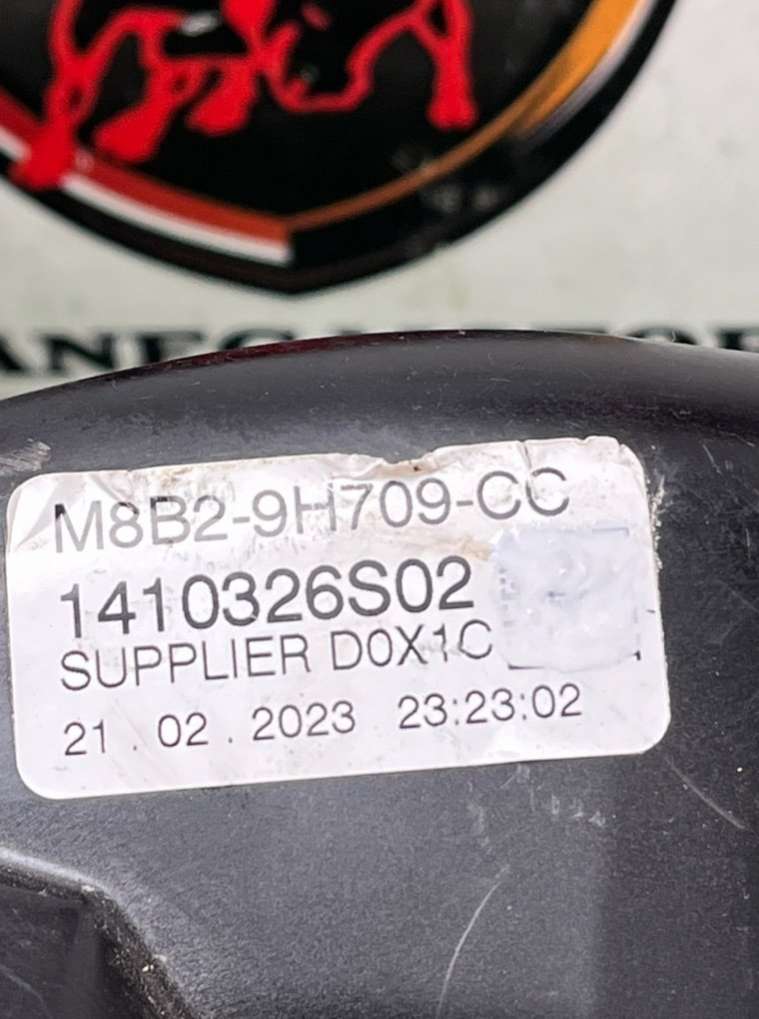 M8B2-9H709-CC
1410326S02
SUPPLIER D0X1C
21 . 02 . 2023 23:23:02